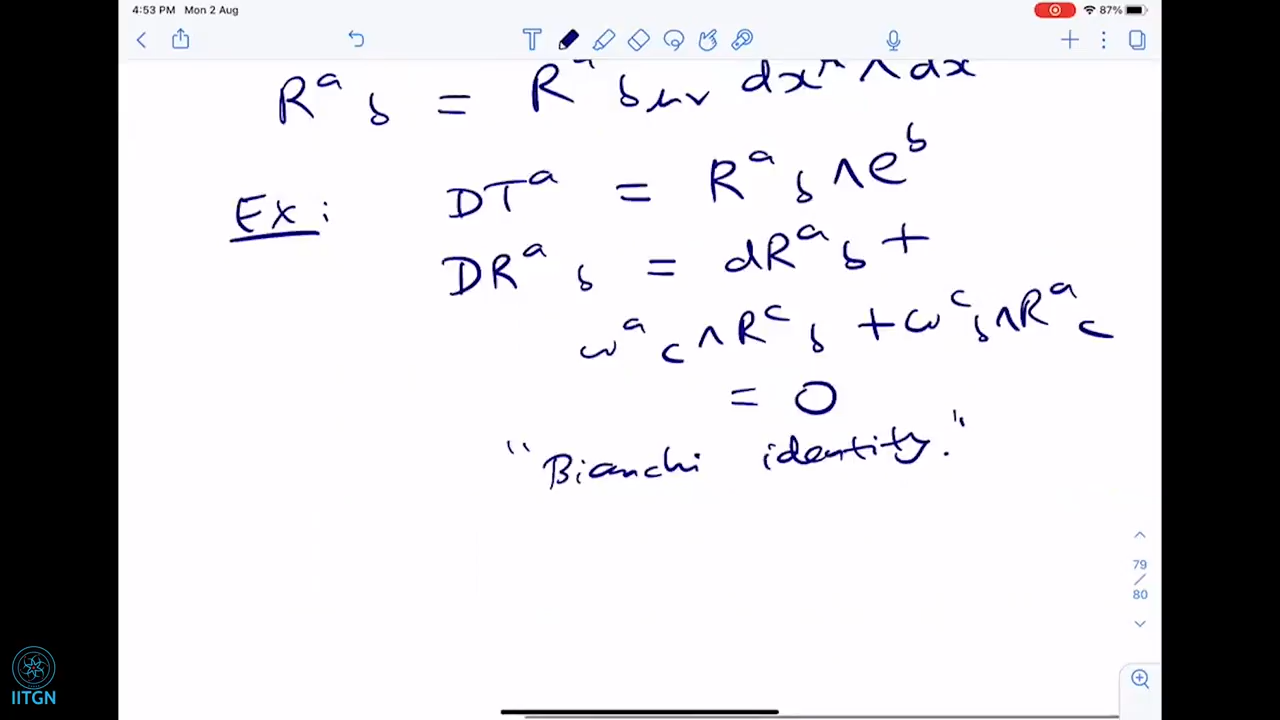 4:53 PM Mon 2 Aug 87%
R^a_b = R^a_{bμν} dx^μ ∧ dx
Ex: DT^a = R^a_b ∧ e^b
DR^a_b = dR^a_b +
ω^a_c ∧ R^c_b + ω^c_b ∧ R^a_c
= 0
"Bianchi identity."
79
/
80
IITGN